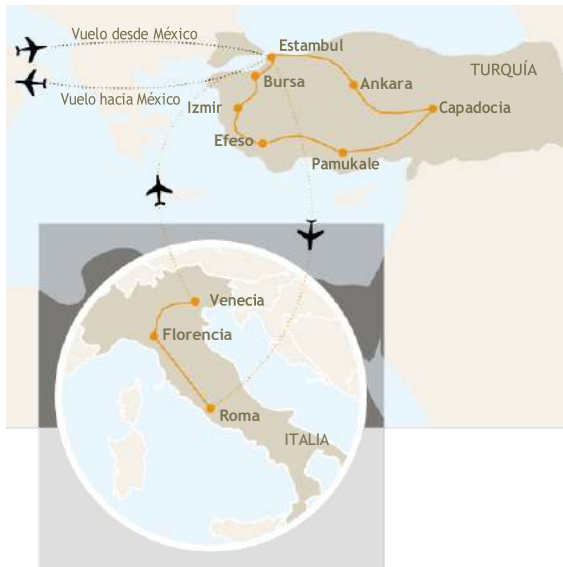 Vuelo desde México
Estambul
TURQUÍA
Bursa
Ankara
Vuelo hacia México
Izmir
Capadocia
Efeso
Pamukale
Venecia
Florencia
Roma
ITALIA